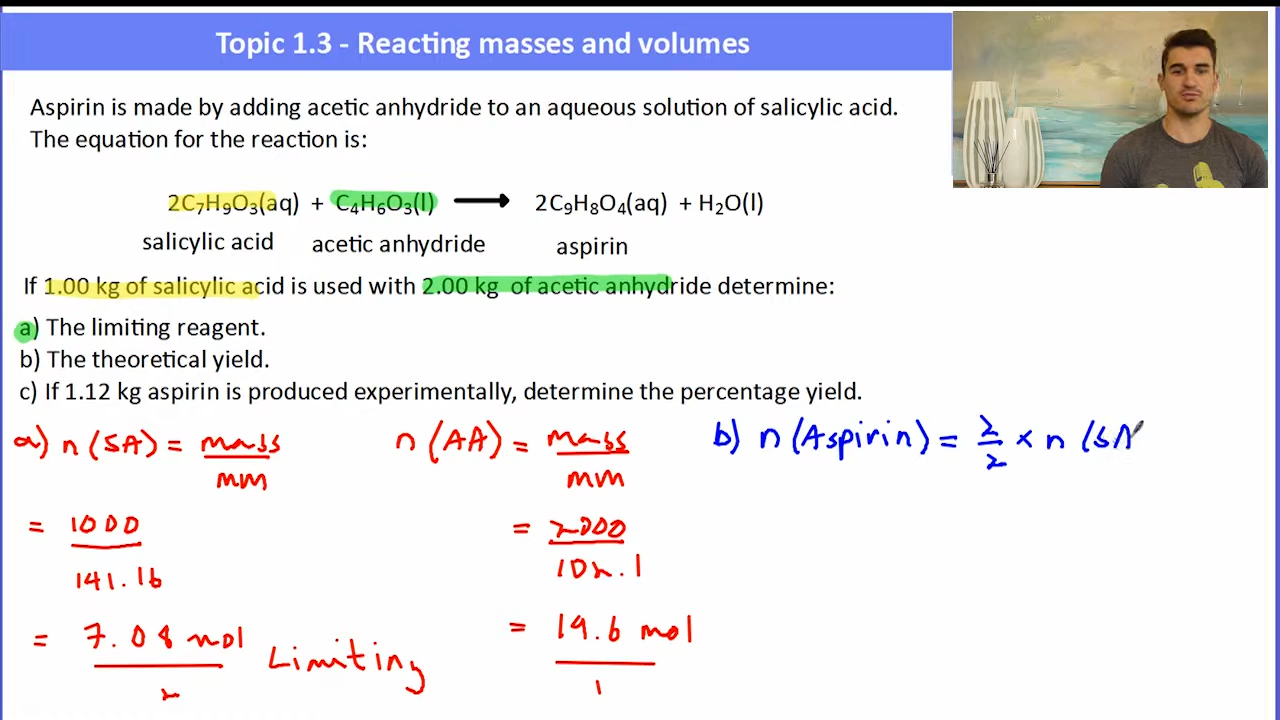 Topic 1.3 - Reacting masses and volumes
Aspirin is made by adding acetic anhydride to an aqueous solution of salicylic acid.
The equation for the reaction is:
2C₇H₉O₃(aq) + C₄H₆O₃(l) ⟶ 2C₉H₈O₄(aq) + H₂O(l)
salicylic acid acetic anhydride aspirin
If 1.00 kg of salicylic acid is used with 2.00 kg of acetic anhydride determine:
a) The limiting reagent.
b) The theoretical yield.
c) If 1.12 kg aspirin is produced experimentally, determine the percentage yield.
a) n (SA) = mass / mm
= 1000 / 141.16
= 7.08 mol / 2 Limiting
n (AA) = mass / mm
= 2000 / 102.1
= 19.6 mol / 1
b) n (Aspirin) = 2/2 × n (SA